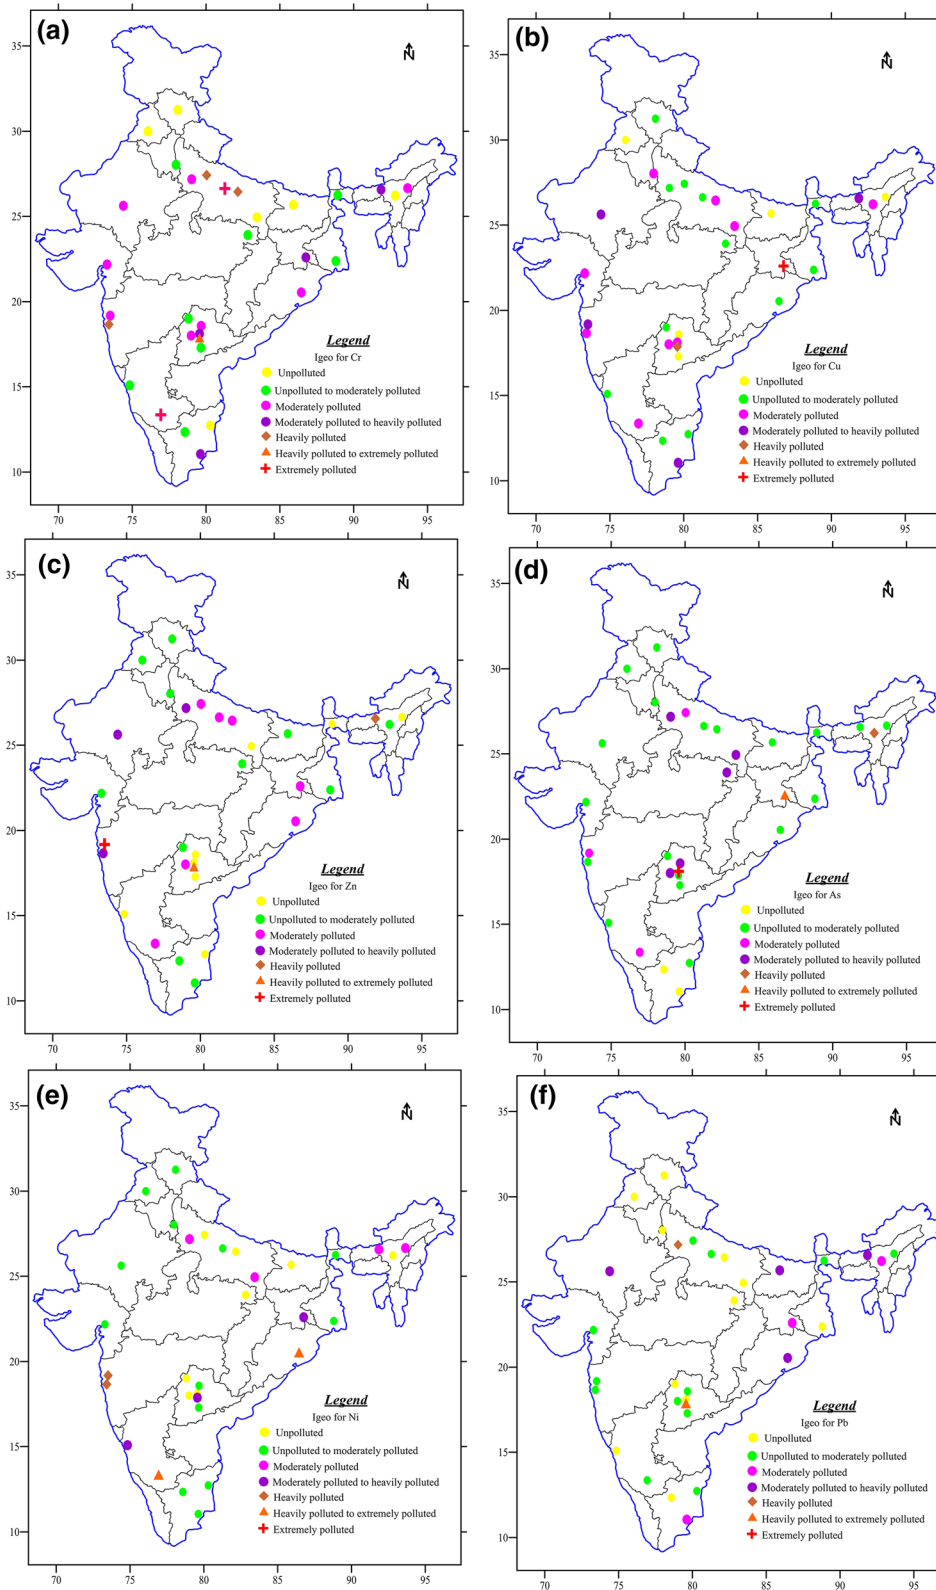 (a)
N
35
30
25
20
15
10
Legend
Igeo for Cr
Unpolluted
Unpolluted to moderately polluted
Moderately polluted
Moderately polluted to heavily polluted
Heavily polluted
Heavily polluted to extremely polluted
Extremely polluted
70 75 80 85 90 95
(b)
N
35
30
25
20
15
10
Legend
Igeo for Cu
Unpolluted
Unpolluted to moderately polluted
Moderately polluted
Moderately polluted to heavily polluted
Heavily polluted
Heavily polluted to extremely polluted
Extremely polluted
70 75 80 85 90 95
(c)
N
35
30
25
20
15
10
Legend
Igeo for Zn
Unpolluted
Unpolluted to moderately polluted
Moderately polluted
Moderately polluted to heavily polluted
Heavily polluted
Heavily polluted to extremely polluted
Extremely polluted
70 75 80 85 90 95
(d)
N
35
30
25
20
15
10
Legend
Igeo for As
Unpolluted
Unpolluted to moderately polluted
Moderately polluted
Moderately polluted to heavily polluted
Heavily polluted
Heavily polluted to extremely polluted
Extremely polluted
70 75 80 85 90 95
(e)
N
35
30
25
20
15
10
Legend
Igeo for Ni
Unpolluted
Unpolluted to moderately polluted
Moderately polluted
Moderately polluted to heavily polluted
Heavily polluted
Heavily polluted to extremely polluted
Extremely polluted
70 75 80 85 90 95
(f)
N
35
30
25
20
15
10
Legend
Igeo for Pb
Unpolluted
Unpolluted to moderately polluted
Moderately polluted
Moderately polluted to heavily polluted
Heavily polluted
Heavily polluted to extremely polluted
Extremely polluted
70 75 80 85 90 95